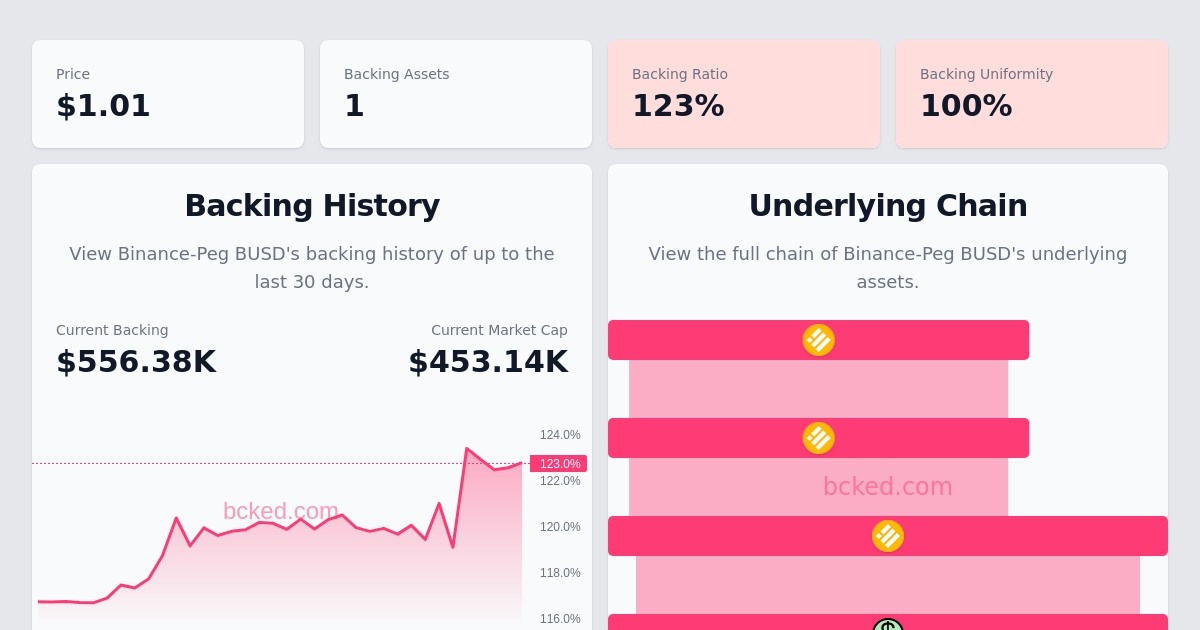 Price
$1.01
Backing Assets
1
Backing Ratio
123%
Backing Uniformity
100%
Backing History
View Binance-Peg BUSD's backing history of up to the
last 30 days.
Current Backing
$556.38K
Current Market Cap
$453.14K
124.0%
123.0%
122.0%
bcked.com
120.0%
118.0%
116.0%
Underlying Chain
View the full chain of Binance-Peg BUSD's underlying
assets.
bcked.com
$